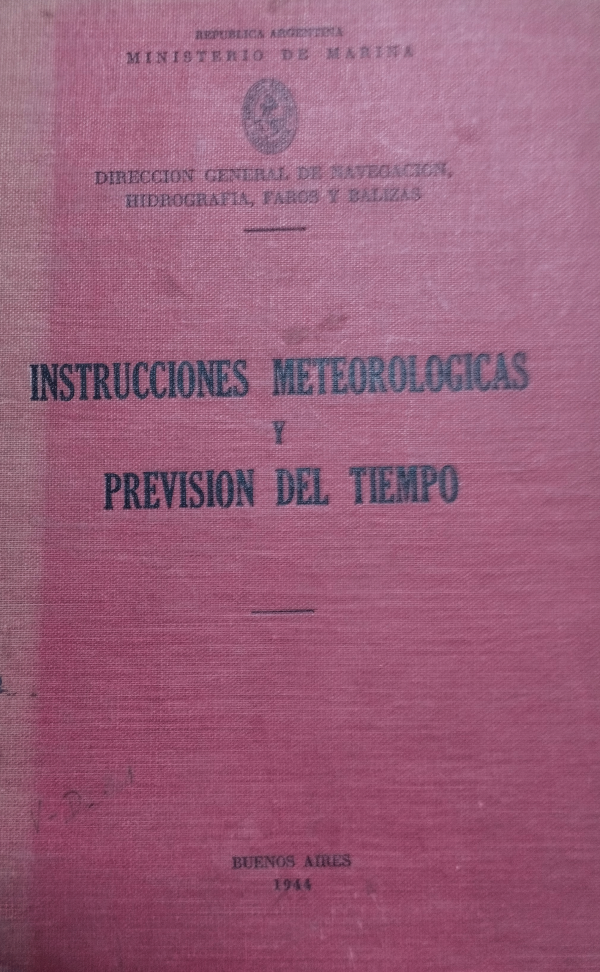 REPUBLICA ARGENTINA
MINISTERIO DE MARINA
DIRECCION GENERAL DE NAVEGACION,
HIDROGRAFIA, FAROS Y BALIZAS
INSTRUCCIONES METEOROLOGICAS
Y
PREVISION DEL TIEMPO
BUENOS AIRES
1944